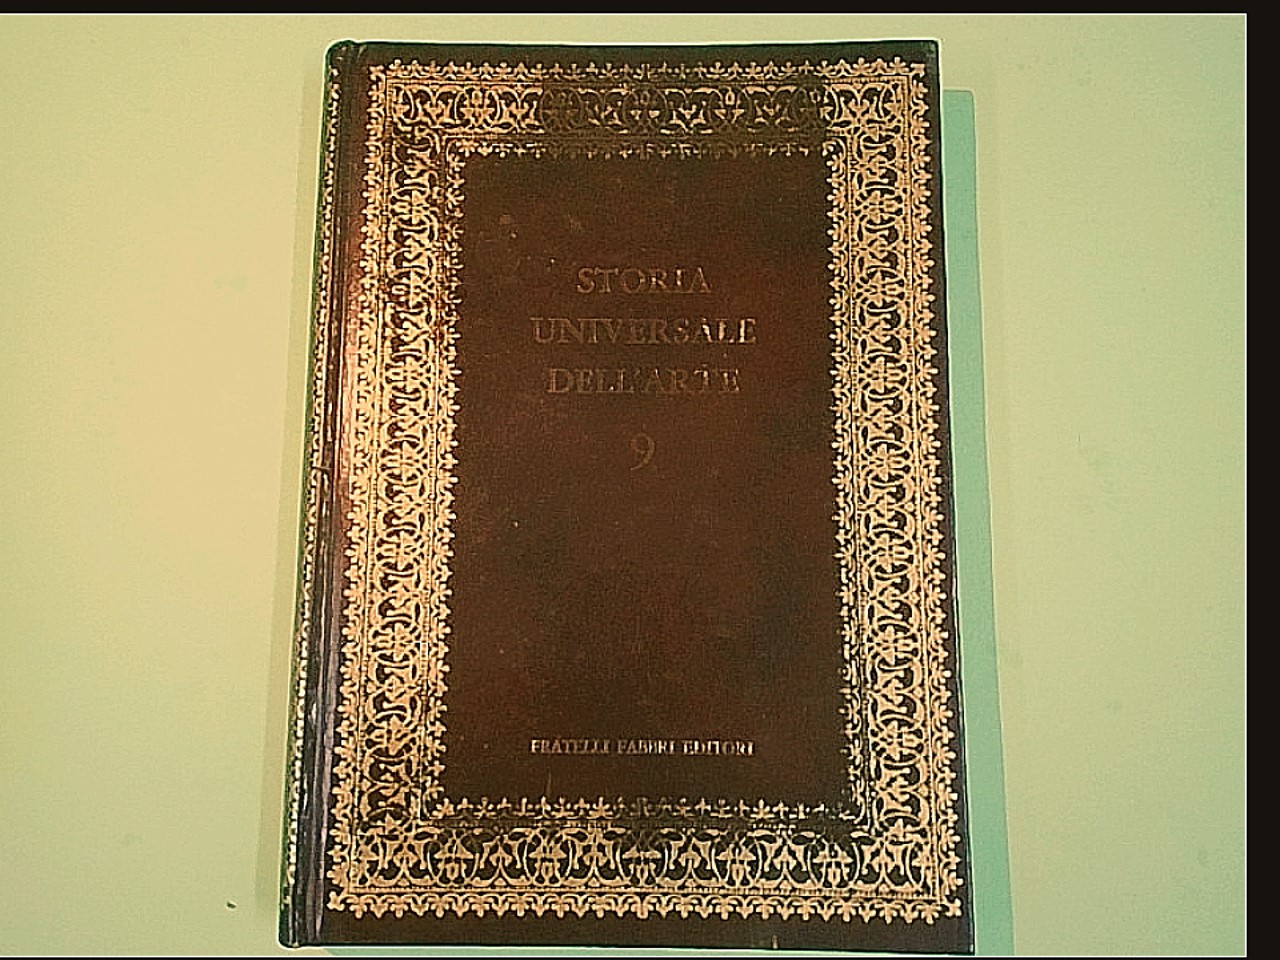 STORIA
UNIVERSALE
DELL'ARTE
9
FRATELLI FABBRI EDITORI